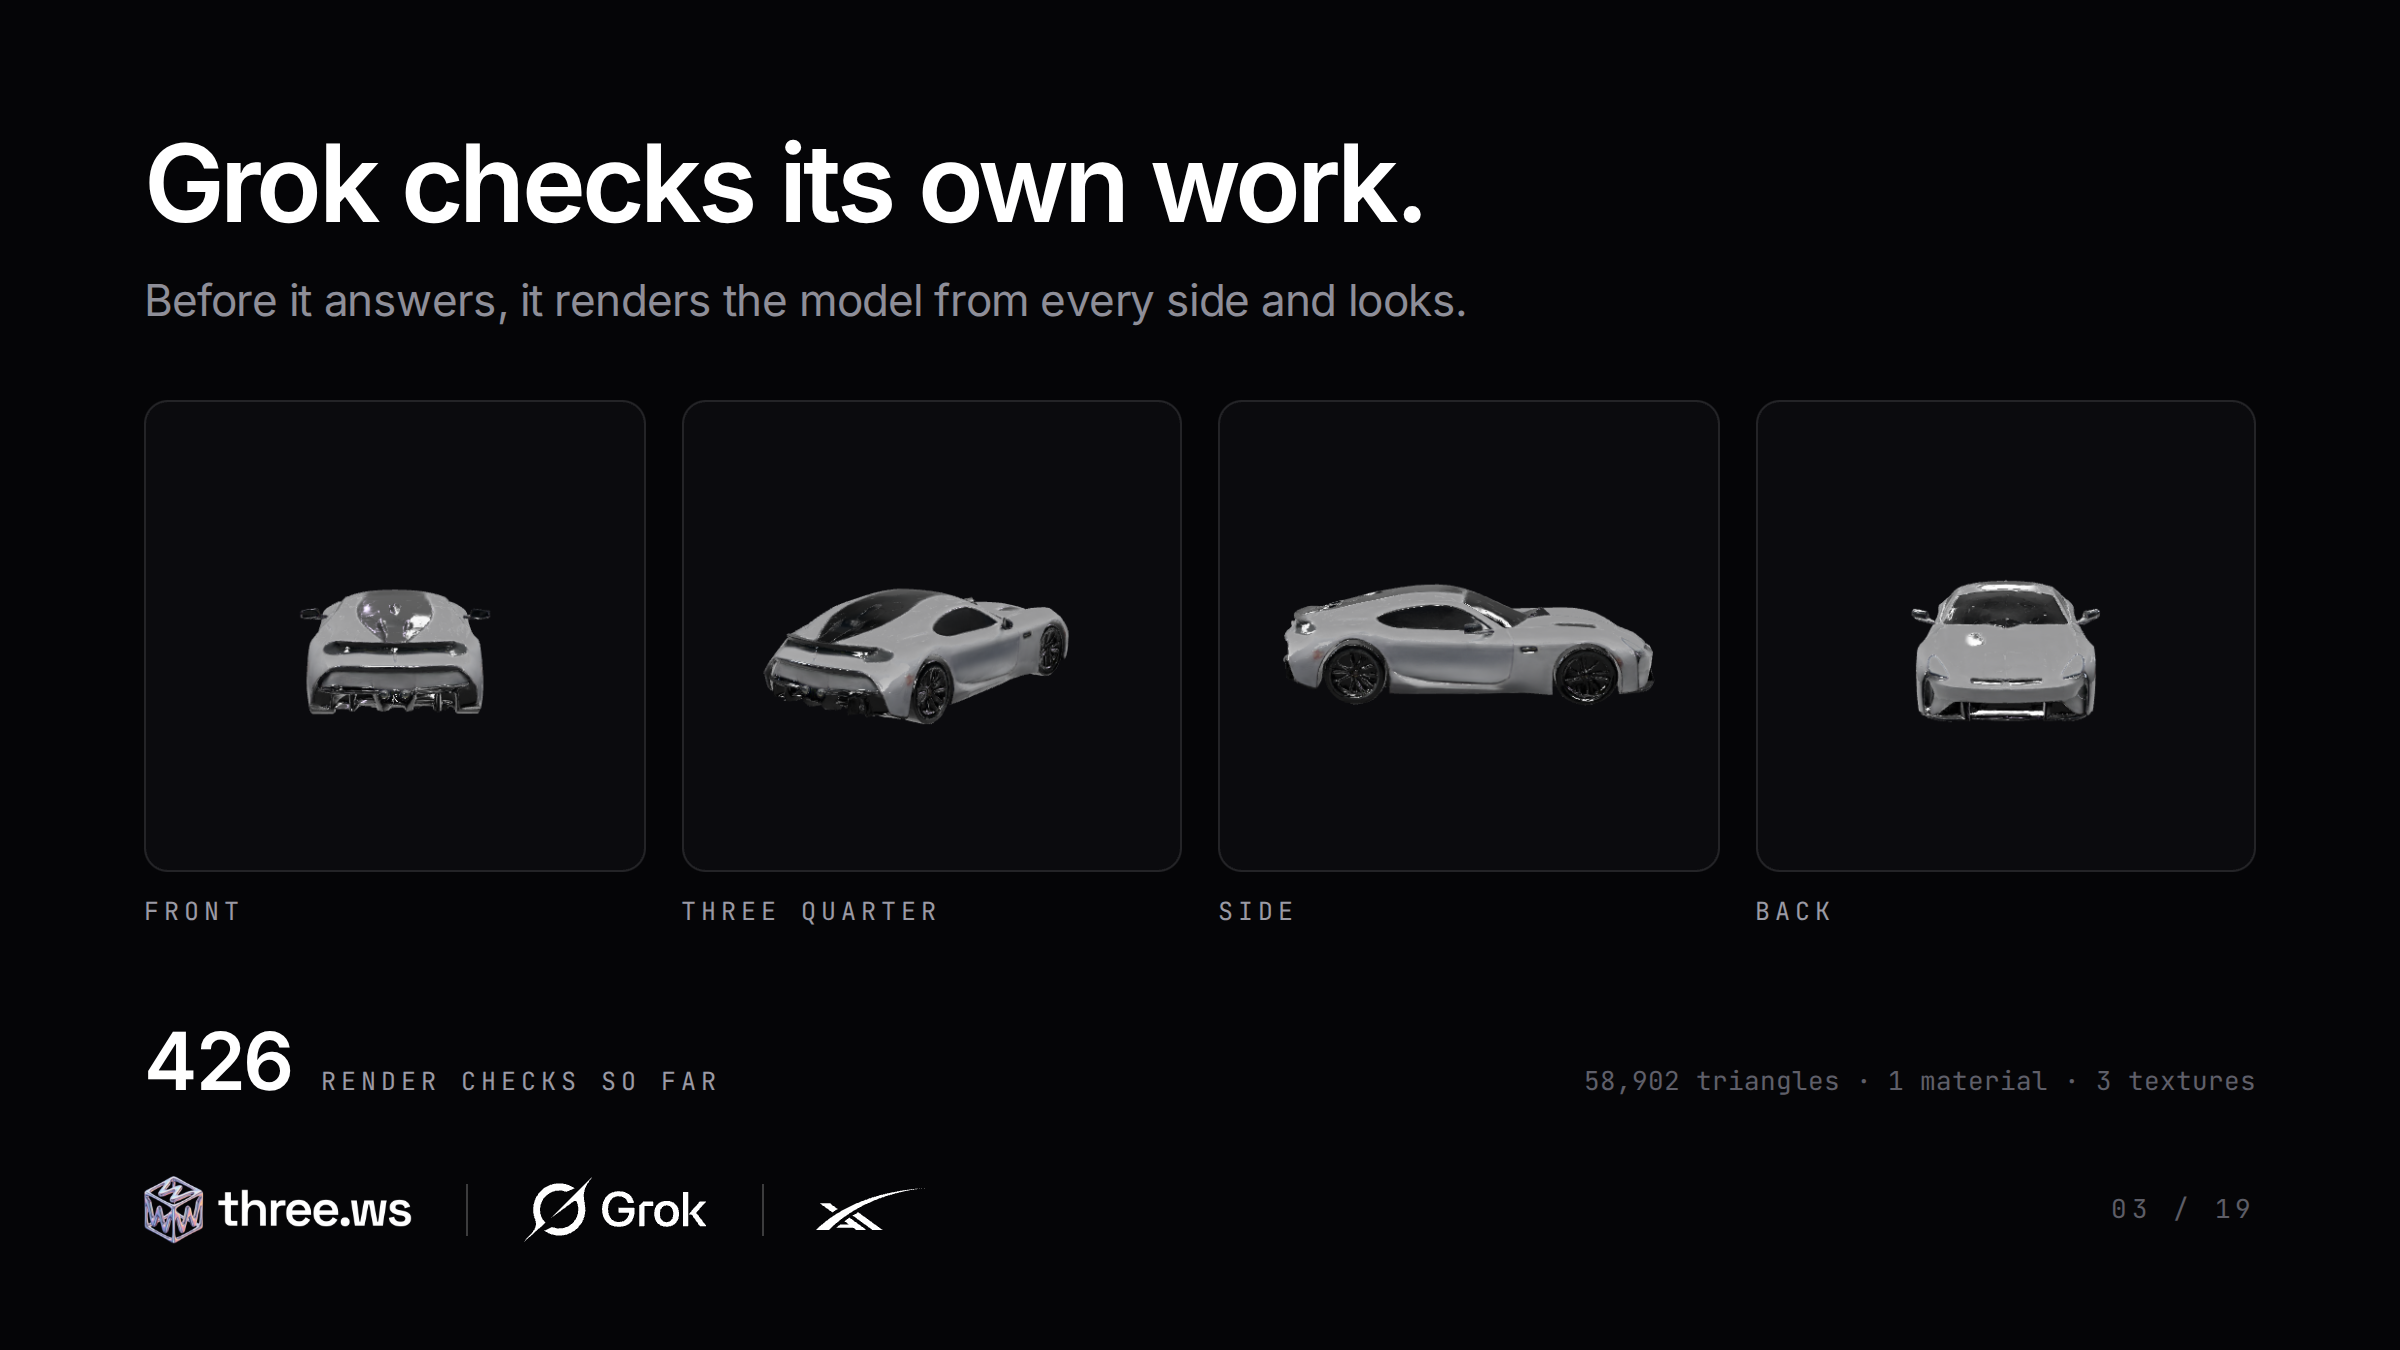 Grok checks its own work.
Before it answers, it renders the model from every side and looks.
FRONT
THREE QUARTER
SIDE
BACK
426 RENDER CHECKS SO FAR
58,902 triangles · 1 material · 3 textures
three.ws
Grok
03 / 19